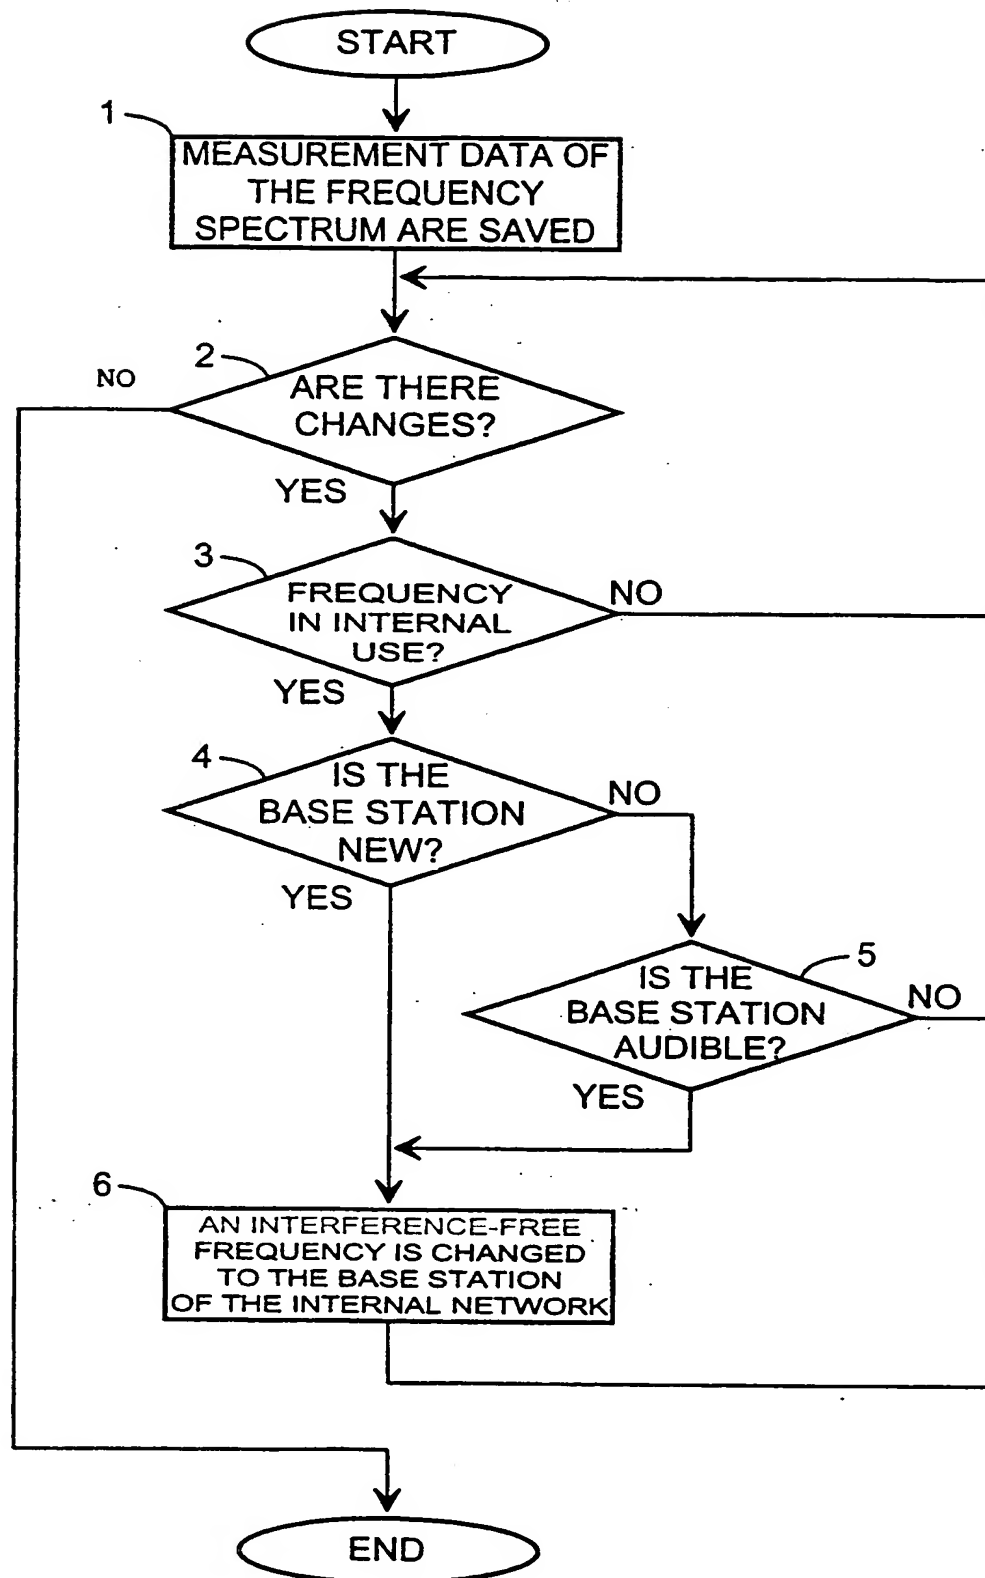 START
1
MEASUREMENT DATA OF
THE FREQUENCY
SPECTRUM ARE SAVED
2
NO
ARE THERE
CHANGES?
YES
3
FREQUENCY
IN INTERNAL
USE?
NO
YES
4
IS THE
BASE STATION
NEW?
NO
YES
5
IS THE
BASE STATION
AUDIBLE?
NO
YES
6
AN INTERFERENCE-FREE
FREQUENCY IS CHANGED
TO THE BASE STATION
OF THE INTERNAL NETWORK
END